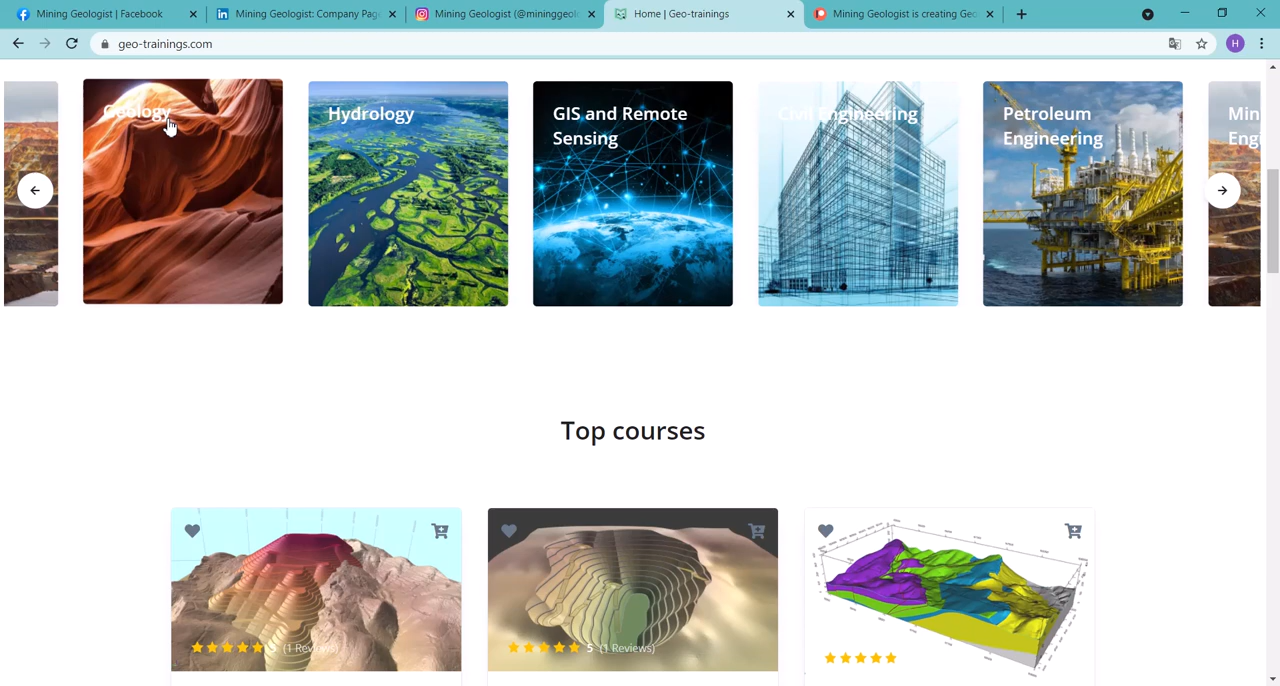 Mining Geologist | Facebook
Mining Geologist: Company Page
Mining Geologist (@mininggeol
Home | Geo-trainings
Mining Geologist is creating Geo
geo-trainings.com
H
Geology
Hydrology
GIS and Remote
Sensing
Civil Engineering
Petroleum
Engineering
Min
Eng
Top courses
(1 Reviews)
5 (1 Reviews)